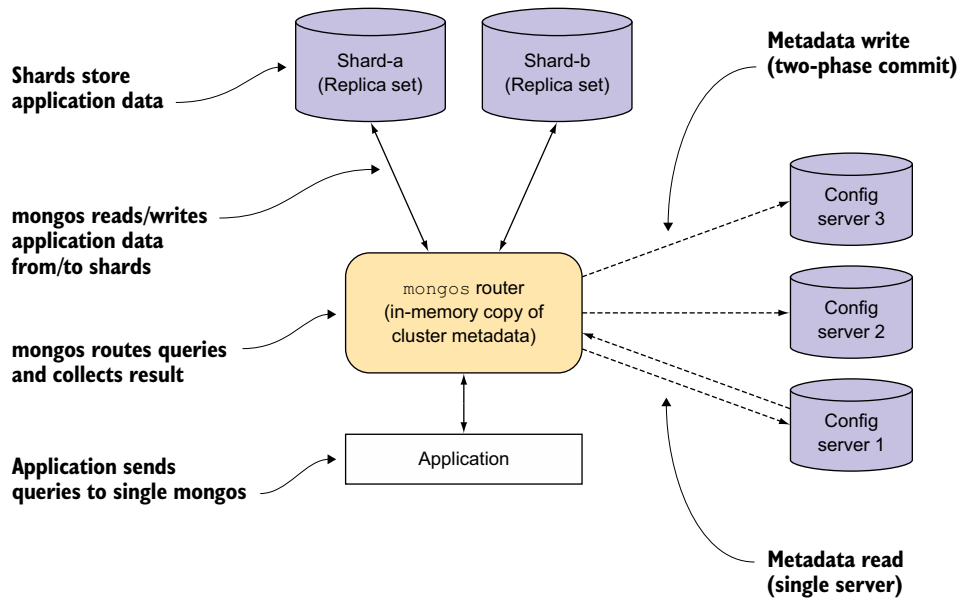 Shard-a
(Replica set)
Shard-b
(Replica set)
Metadata write
(two-phase commit)
Shards store
application data
Config
server 3
mongos reads/writes
application data
from/to shards
mongos router
(in-memory copy of
cluster metadata)
Config
server 2
mongos routes queries
and collects result
Config
server 1
Application sends
queries to single mongos
Application
Metadata read
(single server)